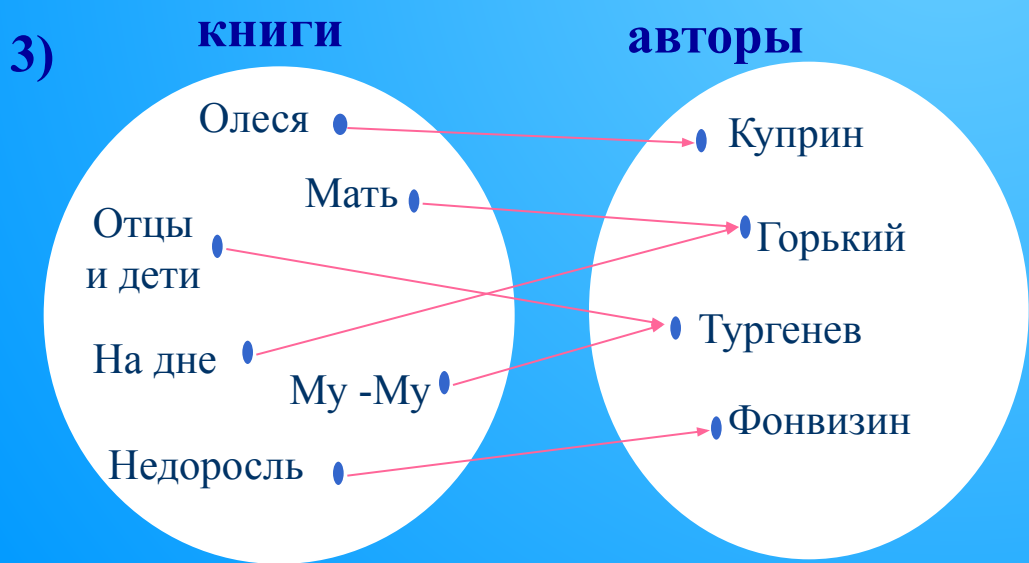 3)
книги
авторы
Олеся
Мать
Отцы
и дети
На дне
Му -Му
Недоросль
Куприн
Горький
Тургенев
Фонвизин